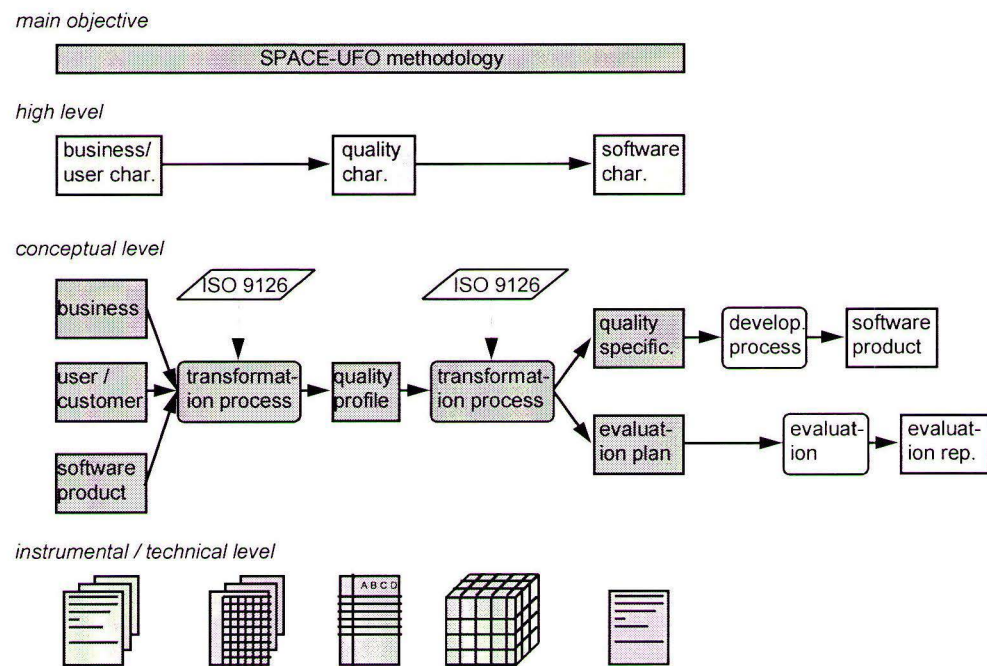 main objective
SPACE-UFO methodology
high level
business/
user char.
quality
char.
software
char.
conceptual level
ISO 9126
ISO 9126
business
quality
specific.
develop.
process
software
product
user /
customer
transformat-
ion process
quality
profile
transformat-
ion process
software
product
evaluat-
ion plan
evaluat-
ion
evaluat-
ion rep.
instrumental / technical level
A B C D